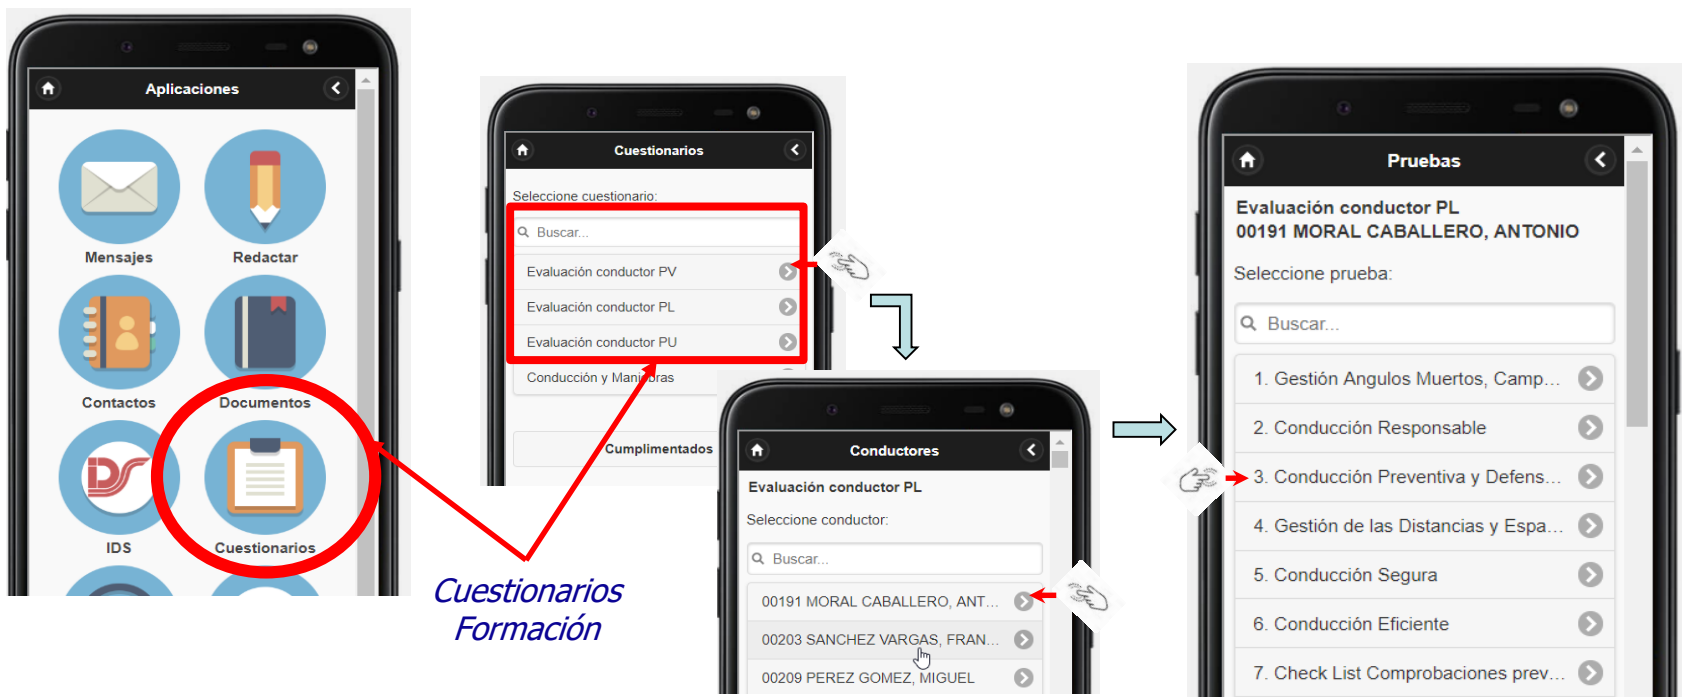 Aplicaciones
Mensajes
Redactar
Contactos
Documentos
IDS
Cuestionarios
Cuestionarios
Seleccione cuestionario:
Buscar...
Evaluación conductor PV
Evaluación conductor PL
Evaluación conductor PU
Conducción y Maniobras
Cumplimentados
Cuestionarios
Formación
Conductores
Evaluación conductor PL
Seleccione conductor:
Buscar...
00191 MORAL CABALLERO, ANT...
00203 SANCHEZ VARGAS, FRAN...
00209 PEREZ GOMEZ, MIGUEL
Pruebas
Evaluación conductor PL
00191 MORAL CABALLERO, ANTONIO
Seleccione prueba:
Buscar...
1. Gestión Angulos Muertos, Camp...
2. Conducción Responsable
3. Conducción Preventiva y Defens...
4. Gestión de las Distancias y Espa...
5. Conducción Segura
6. Conducción Eficiente
7. Check List Comprobaciones prev...